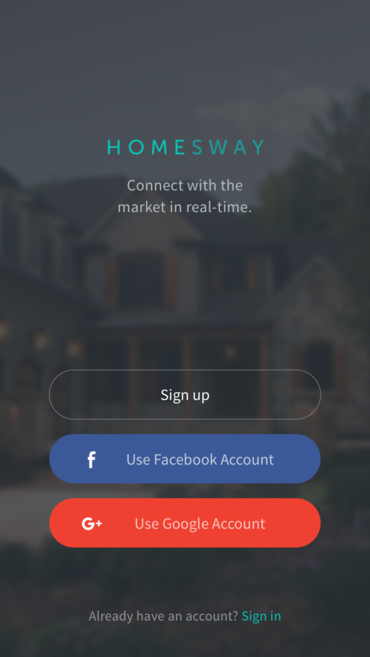 HOMESWAY
Connect with the
market in real-time.
Sign up
f Use Facebook Account
G+ Use Google Account
Already have an account? Sign in